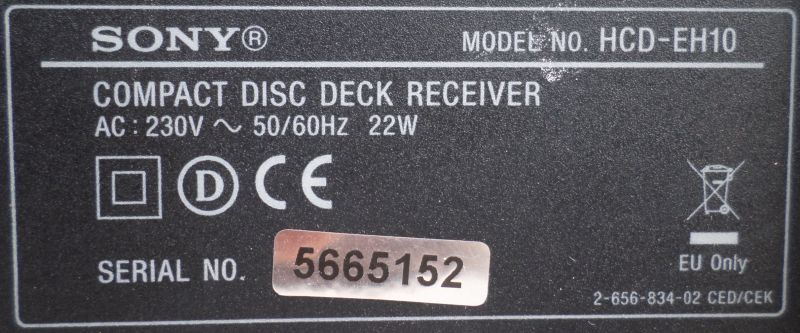 SONY® MODEL NO. HCD-EH10
COMPACT DISC DECK RECEIVER
AC : 230V ~ 50/60Hz 22W
D CE
SERIAL NO. 5665152
EU Only
2-656-834-02 CED/CEK